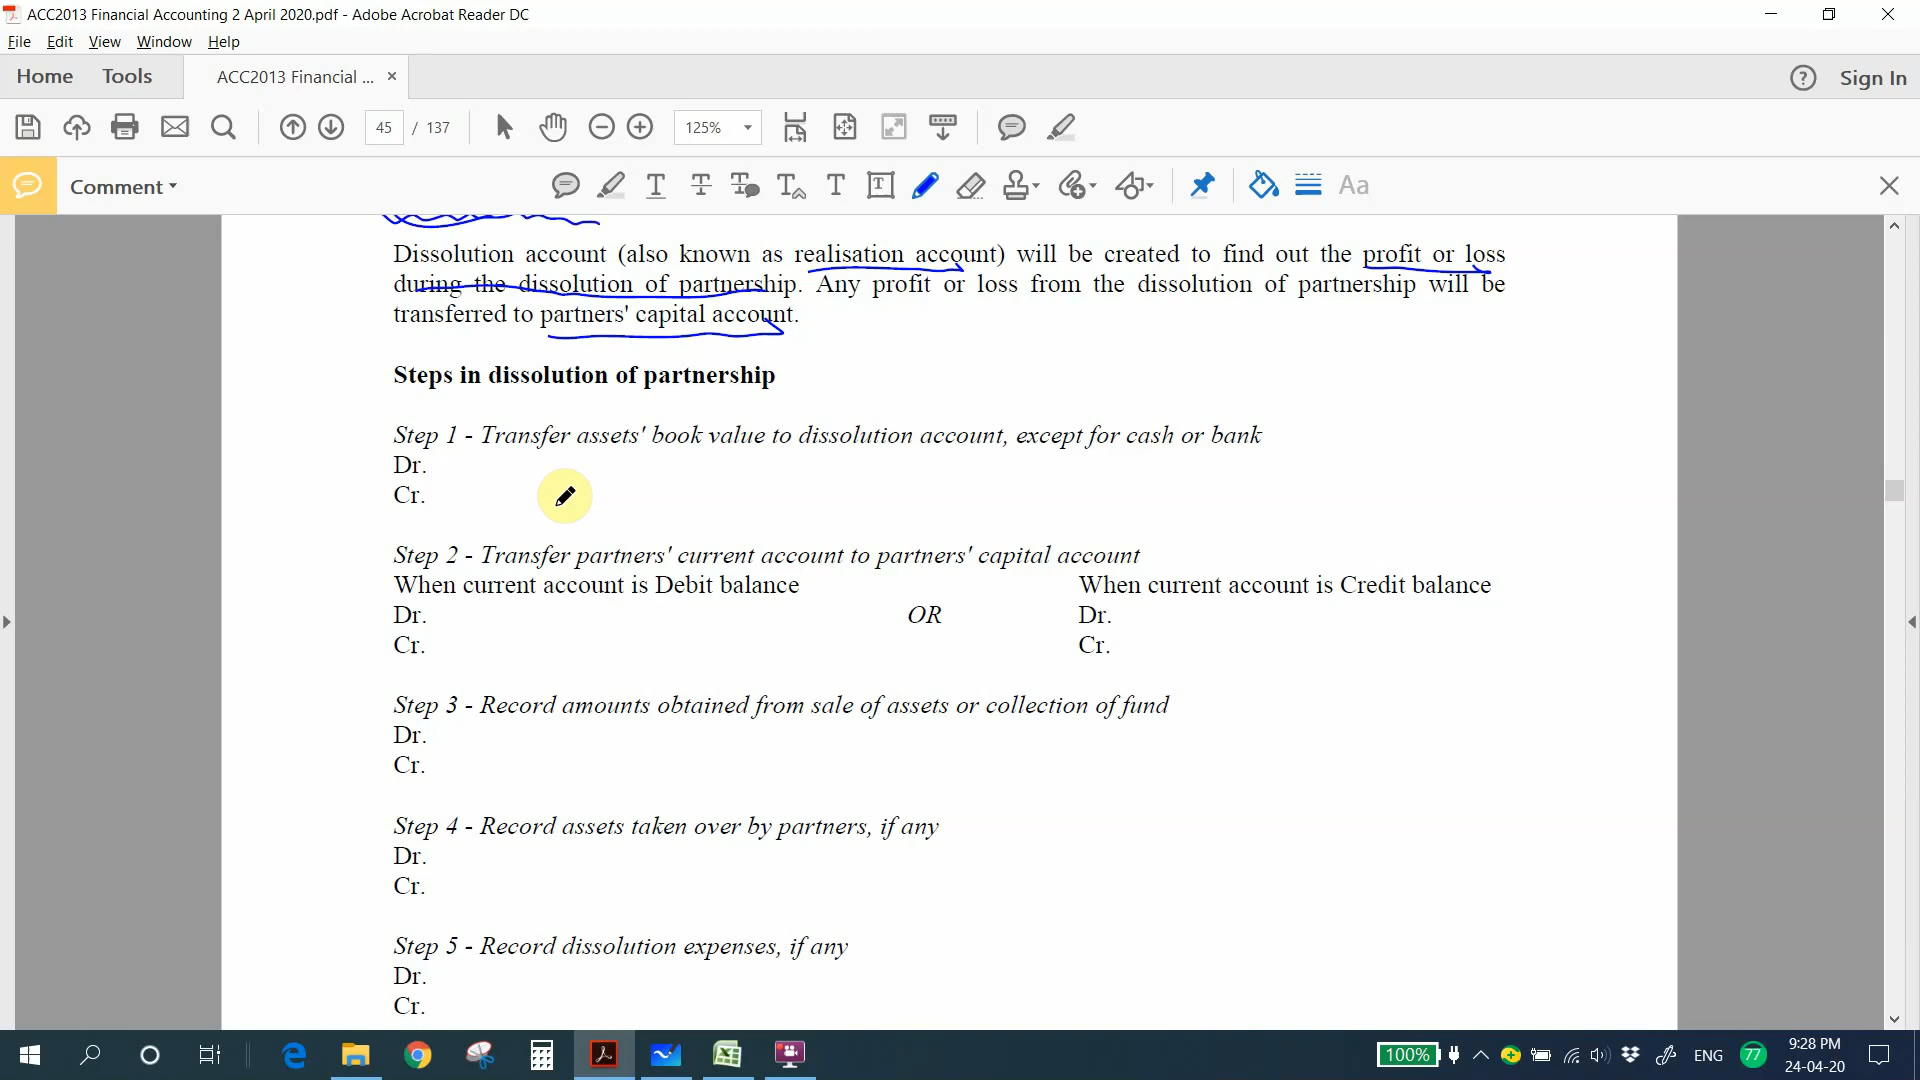 ACC2013 Financial Accounting 2 April 2020.pdf - Adobe Acrobat Reader DC
File Edit View Window Help
Home Tools ACC2013 Financial ... × ? Sign In
45 / 137 125%
Comment Aa
Dissolution account (also known as realisation account) will be created to find out the profit or loss
during the dissolution of partnership. Any profit or loss from the dissolution of partnership will be
transferred to partners' capital account.
Steps in dissolution of partnership
Step 1 - Transfer assets' book value to dissolution account, except for cash or bank
Dr.
Cr.
Step 2 - Transfer partners' current account to partners' capital account
When current account is Debit balance When current account is Credit balance
Dr. OR Dr.
Cr. Cr.
Step 3 - Record amounts obtained from sale of assets or collection of fund
Dr.
Cr.
Step 4 - Record assets taken over by partners, if any
Dr.
Cr.
Step 5 - Record dissolution expenses, if any
Dr.
Cr.
100% ENG 77 9:28 PM
24-04-20